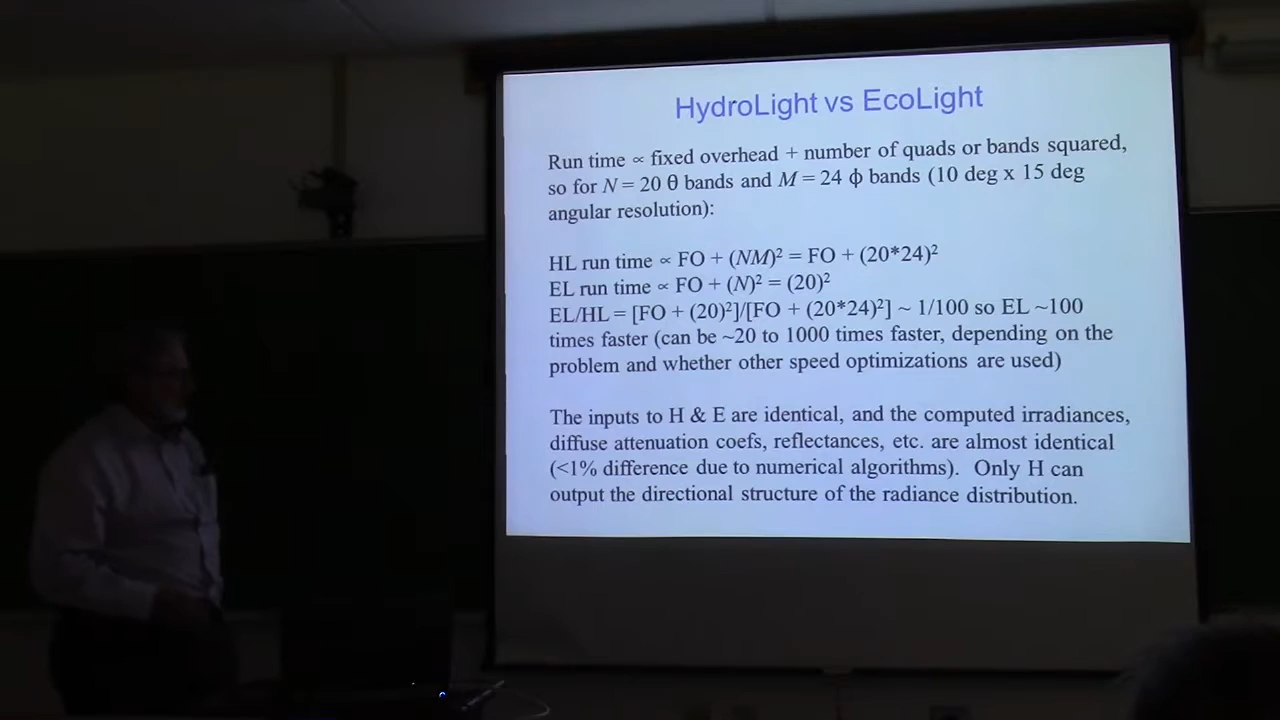 HydroLight vs EcoLight
Run time ∝ fixed overhead + number of quads or bands squared,
so for N = 20 θ bands and M = 24 ϕ bands (10 deg x 15 deg
angular resolution):
HL run time ∝ FO + (NM)² = FO + (20*24)²
EL run time ∝ FO + (N)² = (20)²
EL/HL = [FO + (20)²]/[FO + (20*24)²] ~ 1/100 so EL ~100
times faster (can be ~20 to 1000 times faster, depending on the
problem and whether other speed optimizations are used)
The inputs to H & E are identical, and the computed irradiances,
diffuse attenuation coefs, reflectances, etc. are almost identical
(<1% difference due to numerical algorithms). Only H can
output the directional structure of the radiance distribution.